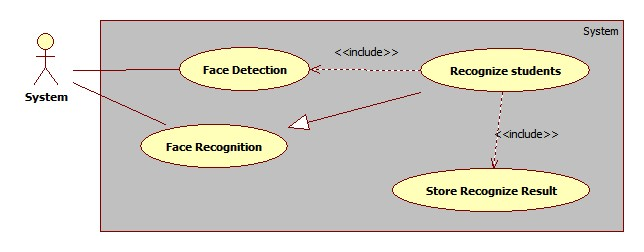 System
<<include>>
Face Detection
Recognize students
System
<<include>>
Face Recognition
Store Recognize Result